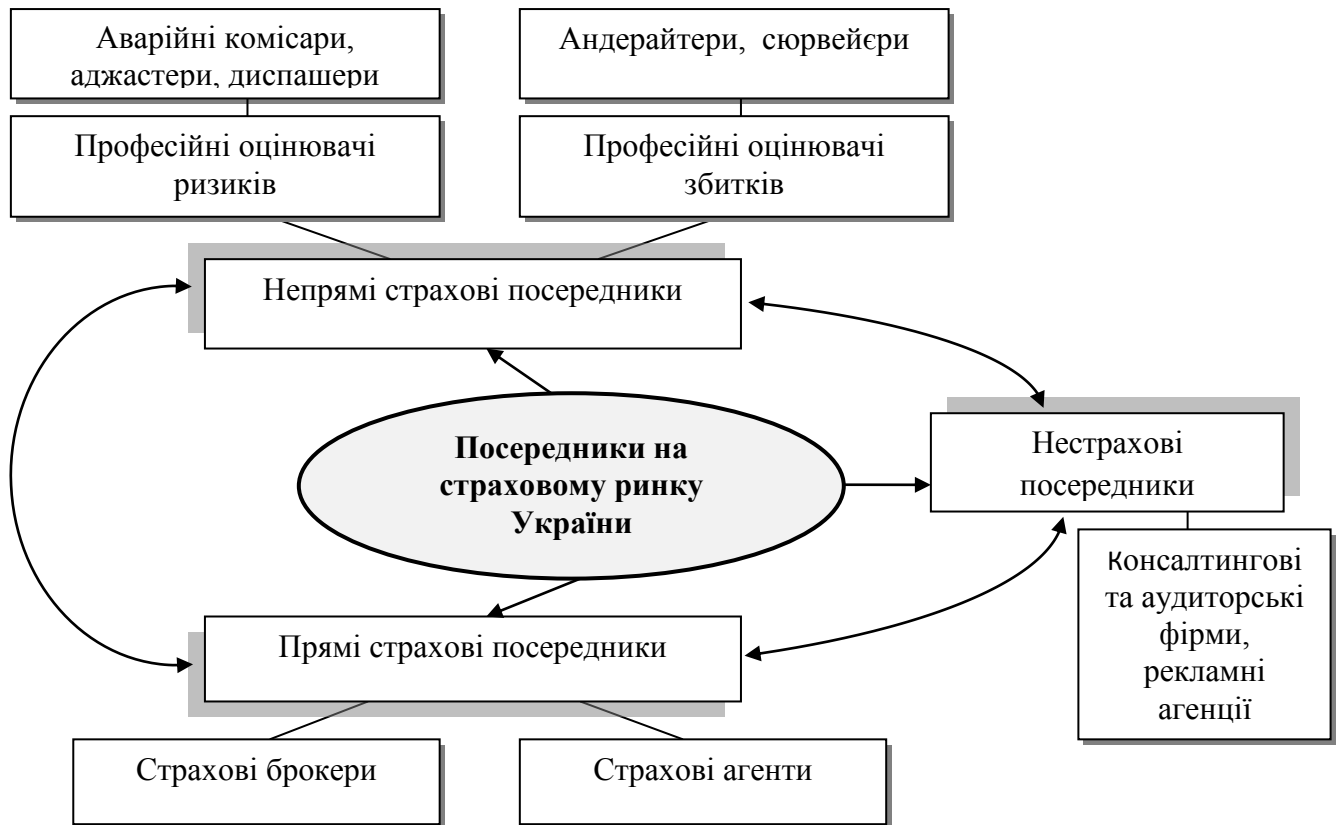 Аварійні комісари,
аджастери, диспашери
Андерайтери, сюрвейєри
Професійні оцінювачі
ризиків
Професійні оцінювачі
збитків
Непрямі страхові посередники
Посередники на
страховому ринку
України
Нестрахові
посередники
Консалтингові
та аудиторські
фірми,
рекламні
агенції
Прямі страхові посередники
Страхові брокери
Страхові агенти